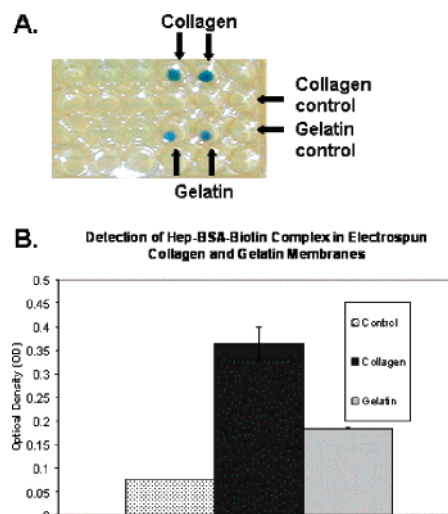 A.
Collagen
Collagen
control
Gelatin
control
Gelatin
B.
Detection of Hep-BSA-Biotin Complex in Electrospun
Collagen and Gelatin Membranes
Optical Density (OD)
0.5
0.45
0.4
0.35
0.3
0.25
0.2
0.15
0.1
0.05
0
Control
Collagen
Gelatin